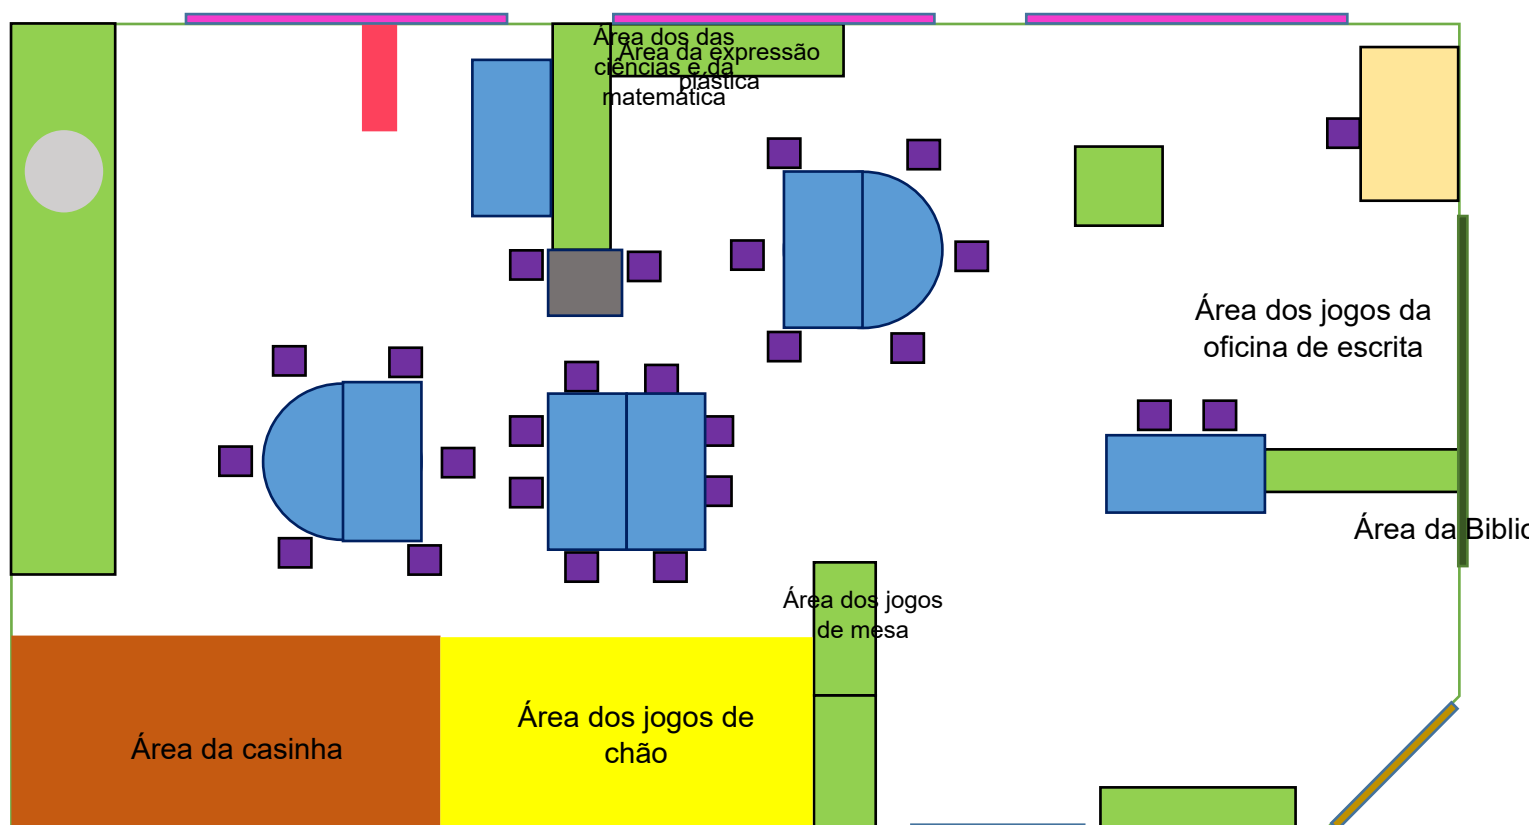 Área dos das
ciências e da
matemática
Área da expressão
plástica
Área dos jogos da
oficina de escrita
Área da Biblio
Área dos jogos
de mesa
Área dos jogos de
chão
Área da casinha